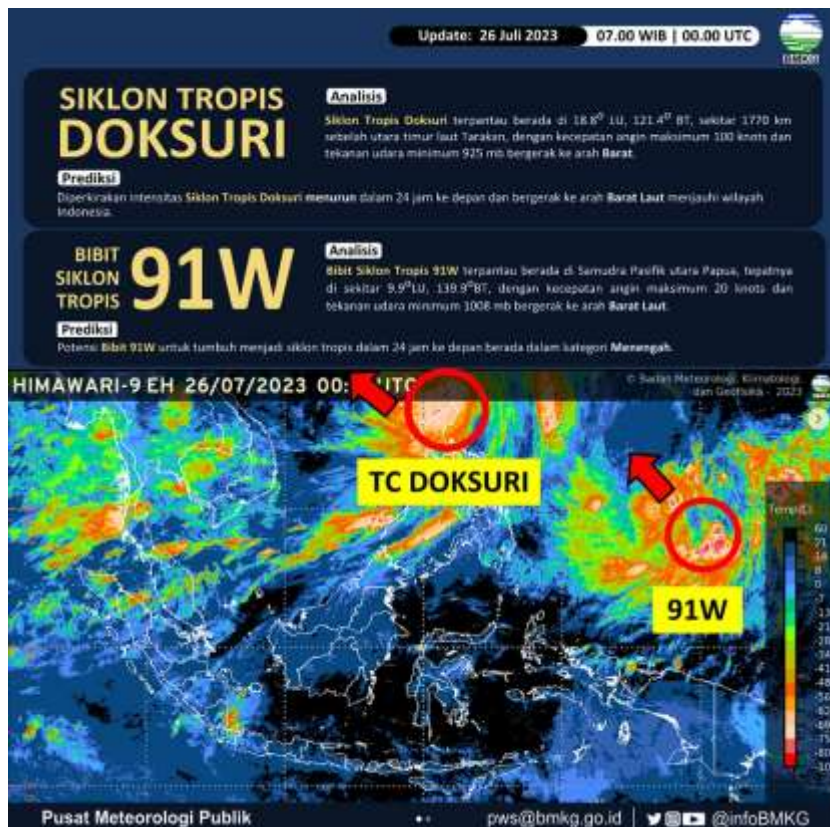 Update: 26 Juli 2023 07.00 WIB | 00.00 UTC
SIKLON TROPIS
DOKSURI
Analisis
Siklon Tropis Doksuri terpantau berada di 18.8⁰ LU, 121.4⁰ BT, sekitar 1770 km
sebelah utara timur laut Tarakan, dengan kecepatan angin maksimum 100 knots dan
tekanan udara minimum 925 mb bergerak ke arah Barat.
Prediksi
Diperkirakan intensitas Siklon Tropis Doksuri menurun dalam 24 jam ke depan dan bergerak ke arah Barat Laut menjauhi wilayah
Indonesia.
BIBIT
SIKLON
TROPIS
91W
Analisis
Bibit Siklon Tropis 91W terpantau berada di Samudra Pasifik utara Papua, tepatnya
di sekitar 9.9⁰LU, 139.9⁰BT, dengan kecepatan angin maksimum 20 knots dan
tekanan udara minimum 1008 mb bergerak ke arah Barat Laut.
Prediksi
Potensi Bibit 91W untuk tumbuh menjadi siklon tropis dalam 24 jam ke depan berada dalam kategori Menengah.
HIMAWARI-9 EH 26/07/2023 00: UTC
© Badan Meteorologi, Klimatologi,
dan Geofisika - 2023
TC DOKSURI
91W
Pusat Meteorologi Publik
pws@bmkg.go.id | @infoBMKG